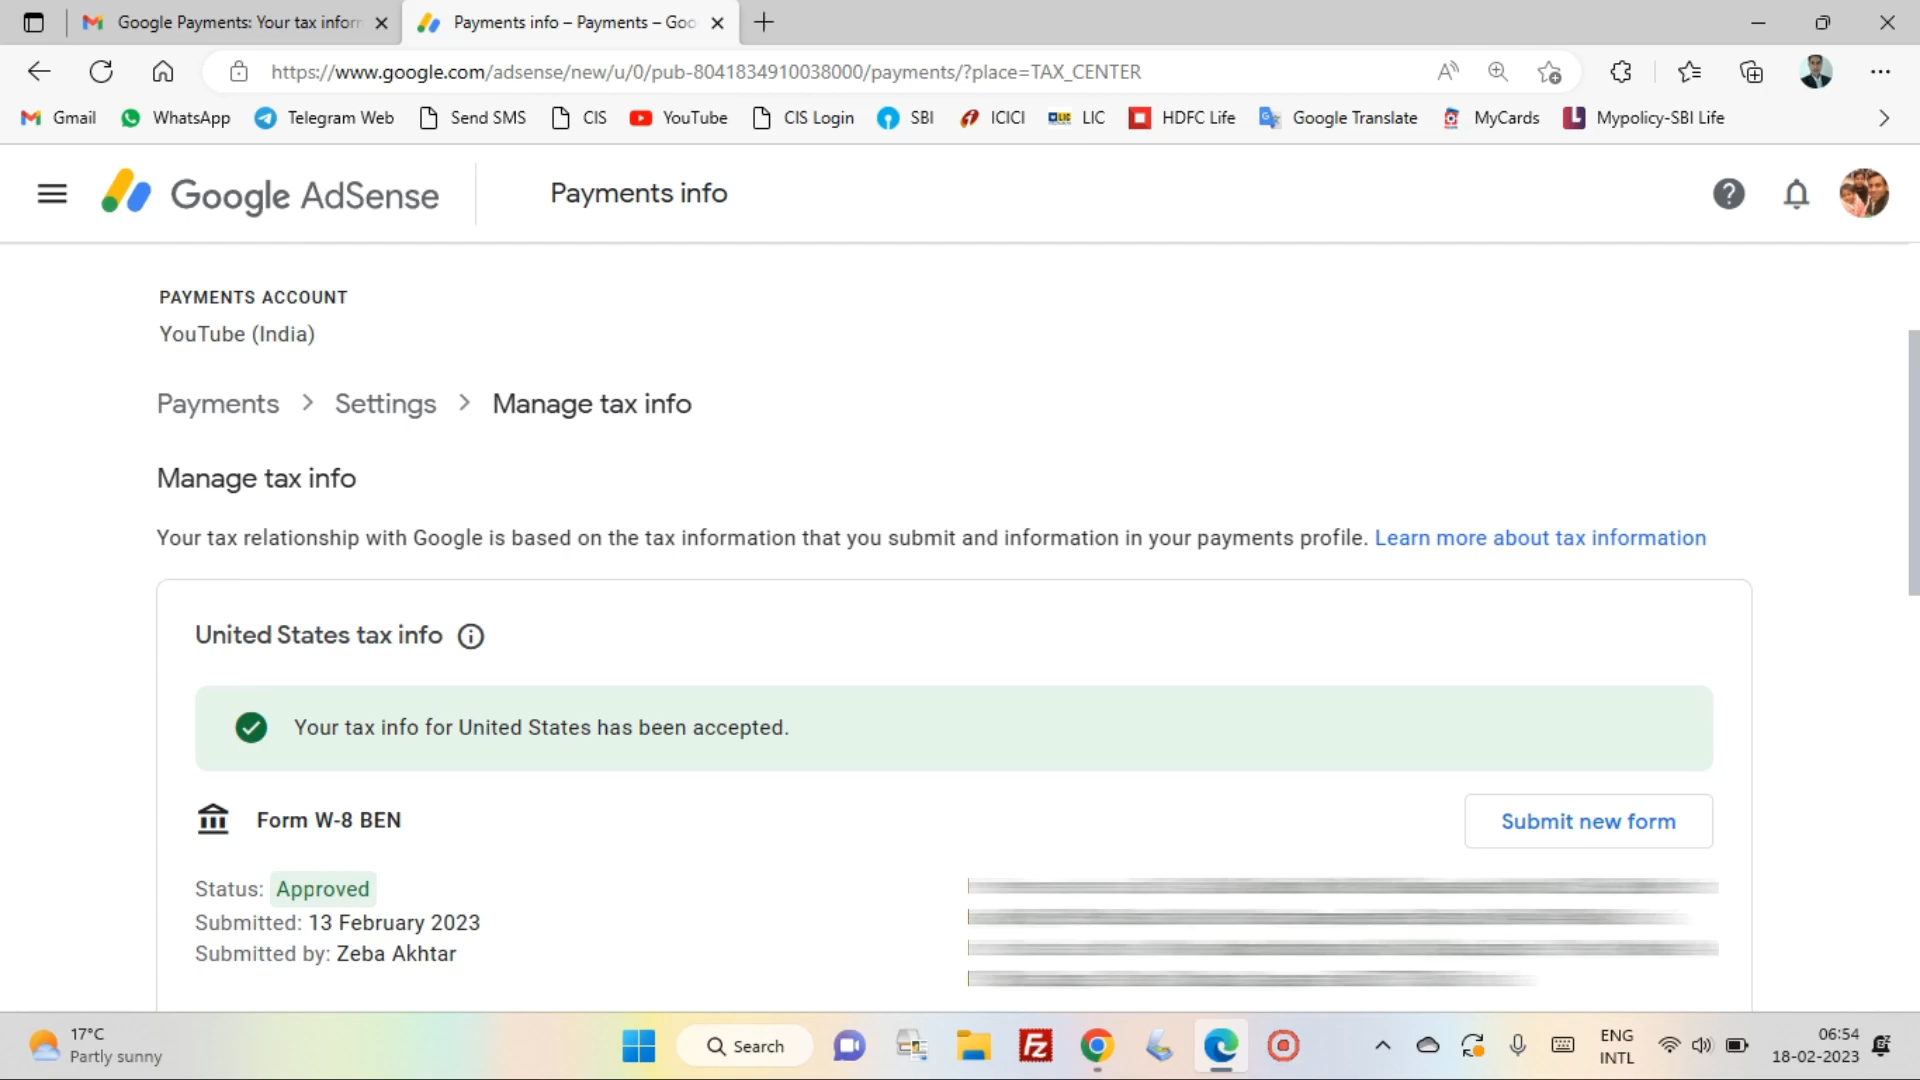 Google Payments: Your tax infor
Payments info – Payments – Goo
https://www.google.com/adsense/new/u/0/pub-8041834910038000/payments/?place=TAX_CENTER
Gmail WhatsApp Telegram Web Send SMS CIS YouTube CIS Login SBI ICICI LIC HDFC Life Google Translate MyCards Mypolicy-SBI Life
Google AdSense
Payments info
PAYMENTS ACCOUNT
YouTube (India)
Payments > Settings > Manage tax info
Manage tax info
Your tax relationship with Google is based on the tax information that you submit and information in your payments profile. Learn more about tax information
United States tax info
Your tax info for United States has been accepted.
Form W-8 BEN
Submit new form
Status: Approved
Submitted: 13 February 2023
Submitted by: Zeba Akhtar
17°C
Partly sunny
Search
ENG
INTL
06:54
18-02-2023